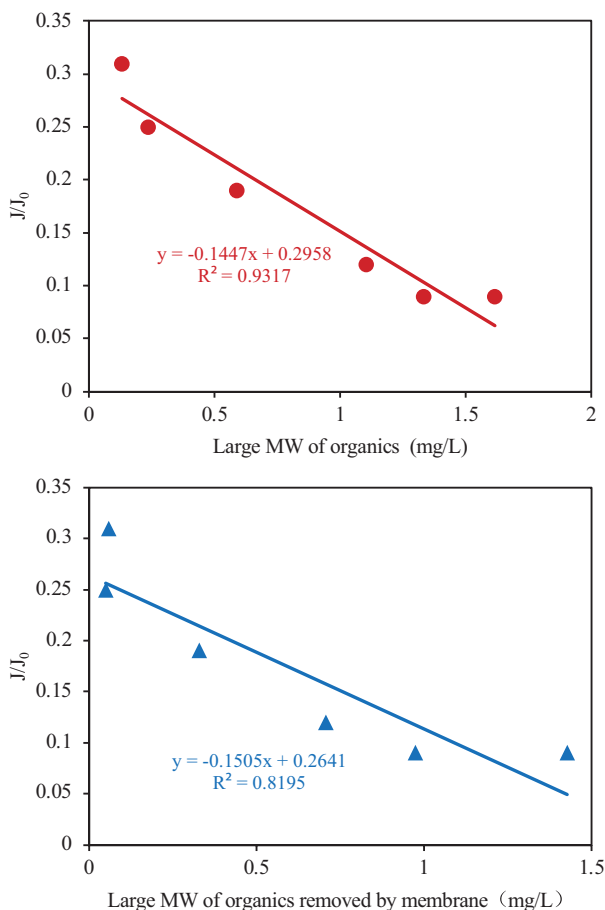 0.35
0.3
0.25
0.2
0.15
0.1
0.05
0
J/J₀
y = -0.1447x + 0.2958
R² = 0.9317
0 0.5 1 1.5 2
Large MW of organics (mg/L)
0.35
0.3
0.25
0.2
0.15
0.1
0.05
0
J/J₀
y = -0.1505x + 0.2641
R² = 0.8195
0 0.5 1 1.5
Large MW of organics removed by membrane（mg/L）